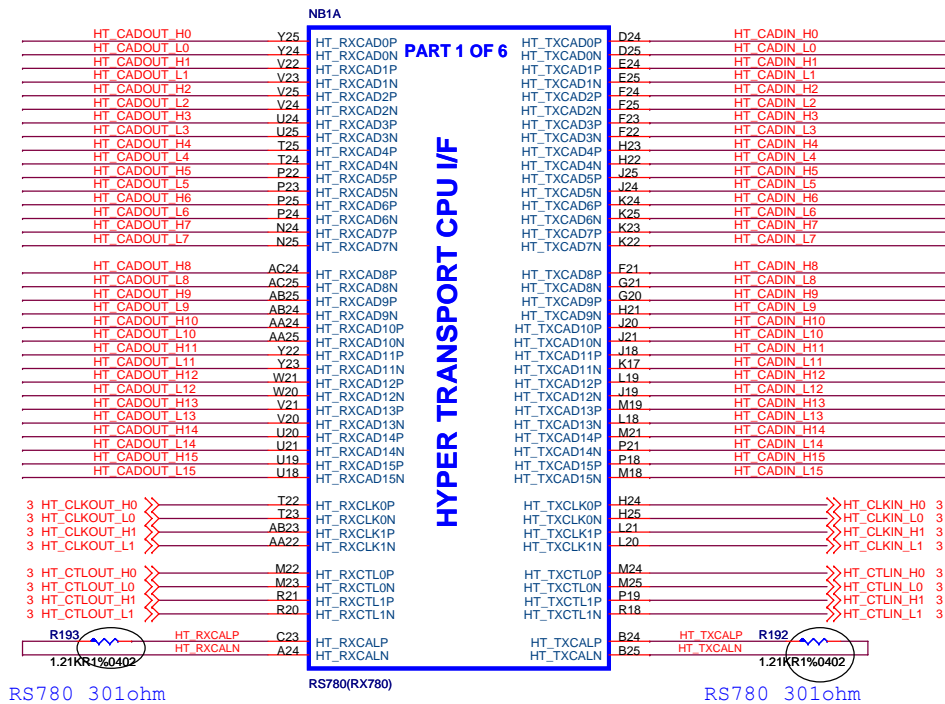 NB1A
PART 1 OF 6
HYPER TRANSPORT CPU I/F
HT_CADOUT_H0 Y25 HT_RXCAD0P HT_TXCAD0P D24 HT_CADIN_H0
HT_CADOUT_L0 Y24 HT_RXCAD0N HT_TXCAD0N D25 HT_CADIN_L0
HT_CADOUT_H1 V22 HT_RXCAD1P HT_TXCAD1P E24 HT_CADIN_H1
HT_CADOUT_L1 V23 HT_RXCAD1N HT_TXCAD1N E25 HT_CADIN_L1
HT_CADOUT_H2 V25 HT_RXCAD2P HT_TXCAD2P F24 HT_CADIN_H2
HT_CADOUT_L2 V24 HT_RXCAD2N HT_TXCAD2N F25 HT_CADIN_L2
HT_CADOUT_H3 U24 HT_RXCAD3P HT_TXCAD3P F23 HT_CADIN_H3
HT_CADOUT_L3 U25 HT_RXCAD3N HT_TXCAD3N F22 HT_CADIN_L3
HT_CADOUT_H4 T25 HT_RXCAD4P HT_TXCAD4P H23 HT_CADIN_H4
HT_CADOUT_L4 T24 HT_RXCAD4N HT_TXCAD4N H22 HT_CADIN_L4
HT_CADOUT_H5 P22 HT_RXCAD5P HT_TXCAD5P J25 HT_CADIN_H5
HT_CADOUT_L5 P23 HT_RXCAD5N HT_TXCAD5N J24 HT_CADIN_L5
HT_CADOUT_H6 P25 HT_RXCAD6P HT_TXCAD6P K24 HT_CADIN_H6
HT_CADOUT_L6 P24 HT_RXCAD6N HT_TXCAD6N K25 HT_CADIN_L6
HT_CADOUT_H7 N24 HT_RXCAD7P HT_TXCAD7P K23 HT_CADIN_H7
HT_CADOUT_L7 N25 HT_RXCAD7N HT_TXCAD7N K22 HT_CADIN_L7
HT_CADOUT_H8 AC24 HT_RXCAD8P HT_TXCAD8P F21 HT_CADIN_H8
HT_CADOUT_L8 AC25 HT_RXCAD8N HT_TXCAD8N G21 HT_CADIN_L8
HT_CADOUT_H9 AB25 HT_RXCAD9P HT_TXCAD9P G20 HT_CADIN_H9
HT_CADOUT_L9 AB24 HT_RXCAD9N HT_TXCAD9N H21 HT_CADIN_L9
HT_CADOUT_H10 AA24 HT_RXCAD10P HT_TXCAD10P J20 HT_CADIN_H10
HT_CADOUT_L10 AA25 HT_RXCAD10N HT_TXCAD10N J21 HT_CADIN_L10
HT_CADOUT_H11 Y22 HT_RXCAD11P HT_TXCAD11P J18 HT_CADIN_H11
HT_CADOUT_L11 Y23 HT_RXCAD11N HT_TXCAD11N K17 HT_CADIN_L11
HT_CADOUT_H12 W21 HT_RXCAD12P HT_TXCAD12P L19 HT_CADIN_H12
HT_CADOUT_L12 W20 HT_RXCAD12N HT_TXCAD12N J19 HT_CADIN_L12
HT_CADOUT_H13 V21 HT_RXCAD13P HT_TXCAD13P M19 HT_CADIN_H13
HT_CADOUT_L13 V20 HT_RXCAD13N HT_TXCAD13N L18 HT_CADIN_L13
HT_CADOUT_H14 U20 HT_RXCAD14P HT_TXCAD14P M21 HT_CADIN_H14
HT_CADOUT_L14 U21 HT_RXCAD14N HT_TXCAD14N P21 HT_CADIN_L14
HT_CADOUT_H15 U19 HT_RXCAD15P HT_TXCAD15P P18 HT_CADIN_H15
HT_CADOUT_L15 U18 HT_RXCAD15N HT_TXCAD15N M18 HT_CADIN_L15
3 HT_CLKOUT_H0 T22 HT_RXCLK0P HT_TXCLK0P H24 HT_CLKIN_H0 3
3 HT_CLKOUT_L0 T23 HT_RXCLK0N HT_TXCLK0N H25 HT_CLKIN_L0 3
3 HT_CLKOUT_H1 AB23 HT_RXCLK1P HT_TXCLK1P L21 HT_CLKIN_H1 3
3 HT_CLKOUT_L1 AA22 HT_RXCLK1N HT_TXCLK1N L20 HT_CLKIN_L1 3
3 HT_CTLOUT_H0 M22 HT_RXCTL0P HT_TXCTL0P M24 HT_CTLIN_H0 3
3 HT_CTLOUT_L0 M23 HT_RXCTL0N HT_TXCTL0N M25 HT_CTLIN_L0 3
3 HT_CTLOUT_H1 R21 HT_RXCTL1P HT_TXCTL1P P19 HT_CTLIN_H1 3
3 HT_CTLOUT_L1 R20 HT_RXCTL1N HT_TXCTL1N R18 HT_CTLIN_L1 3
R193 HT_RXCALP C23 HT_RXCALP HT_TXCALP B24 HT_TXCALP R192
HT_RXCALN A24 HT_RXCALN HT_TXCALN B25 HT_TXCALN
1.21KR1%0402 1.21KR1%0402
RS780(RX780)
RS780 301ohm RS780 301ohm